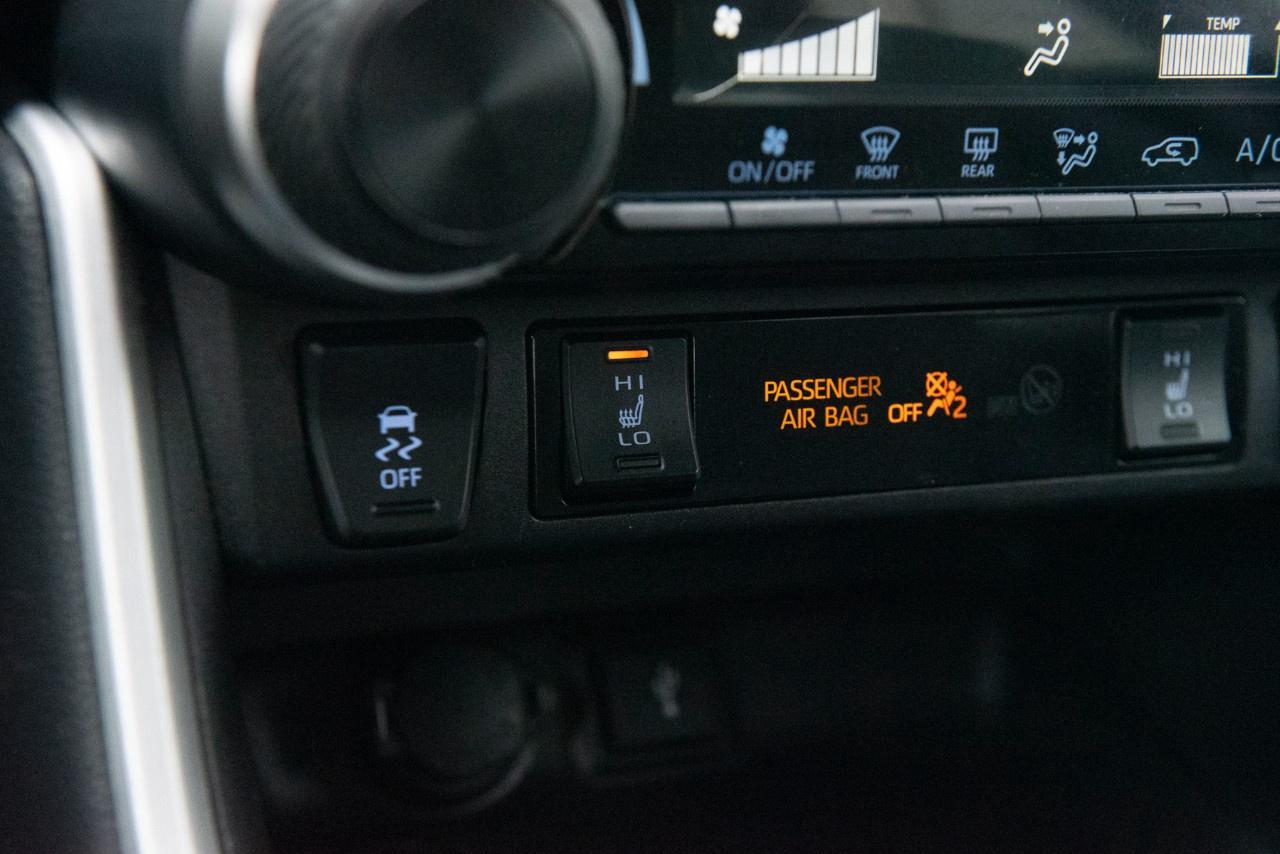 TEMP
ON/OFF
FRONT
REAR
A/C
HI
LO
OFF
PASSENGER
AIR BAG OFF 2
HI
LO